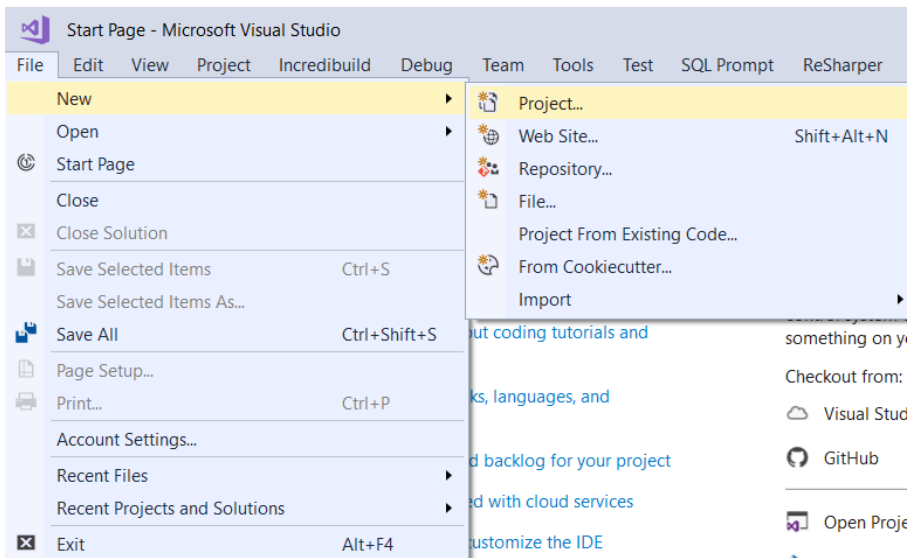 Start Page - Microsoft Visual Studio
File Edit View Project Incredibuild Debug Team Tools Test SQL Prompt ReSharper
New
Open
Start Page
Close
Close Solution
Save Selected Items Ctrl+S
Save Selected Items As...
Save All Ctrl+Shift+S
Page Setup...
Print... Ctrl+P
Account Settings...
Recent Files
Recent Projects and Solutions
Exit Alt+F4
Project...
Web Site... Shift+Alt+N
Repository...
File...
Project From Existing Code...
From Cookiecutter...
Import
out coding tutorials and
ks, languages, and
d backlog for your project
ed with cloud services
customize the IDE
something on y
Checkout from:
Visual Stud
GitHub
Open Proje